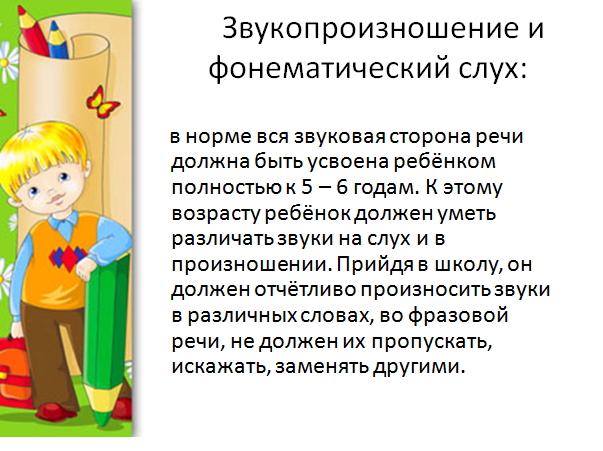 Звукопроизношение и
фонематический слух:
в норме вся звуковая сторона речи
должна быть усвоена ребёнком
полностью к 5 – 6 годам. К этому
возрасту ребёнок должен уметь
различать звуки на слух и в
произношении. Прийдя в школу, он
должен отчётливо произносить звуки
в различных словах, во фразовой
речи, не должен их пропускать,
искажать, заменять другими.